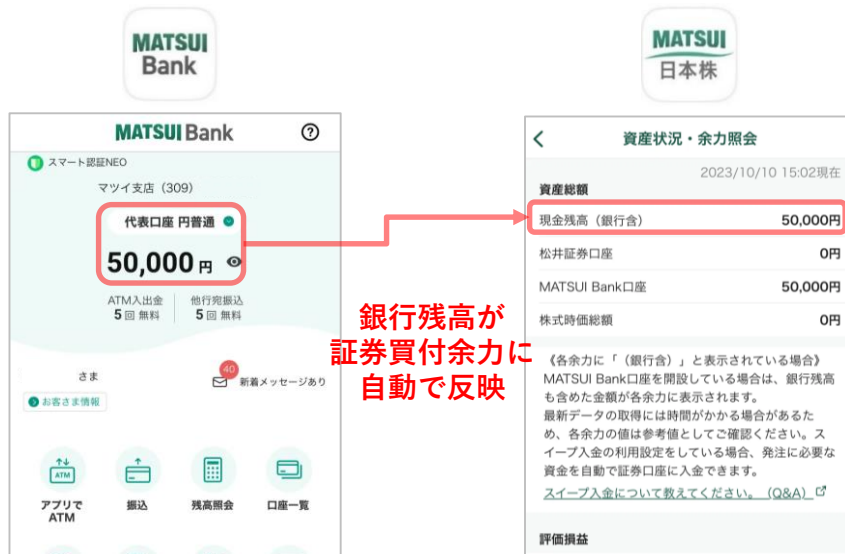 MATSUI
Bank
MATSUI Bank
スマート認証NEO
マツイ支店（309）
代表口座 円普通
50,000 円
ATM入出金
5回 無料
他行宛振込
5回 無料
さま
40
新着メッセージあり
お客さま情報
ATM
アプリで
ATM
振込
残高照会
口座一覧
銀行残高が
証券買付余力に
自動で反映
MATSUI
日本株
資産状況・余力照会
2023/10/10 15:02現在
資産総額
現金残高（銀行含） 50,000円
松井証券口座 0円
MATSUI Bank口座 50,000円
株式時価総額 0円
《各余力に「（銀行含）」と表示されている場合》
MATSUI Bank口座を開設している場合は、銀行残高
も含めた金額が各余力に表示されます。
最新データの取得には時間がかかる場合があるた
め、各余力の値は参考値としてご確認ください。ス
イープ入金の利用設定をしている場合、発注に必要な
資金を自動で証券口座に入金できます。
スイープ入金について教えてください。（Q&A）
評価損益